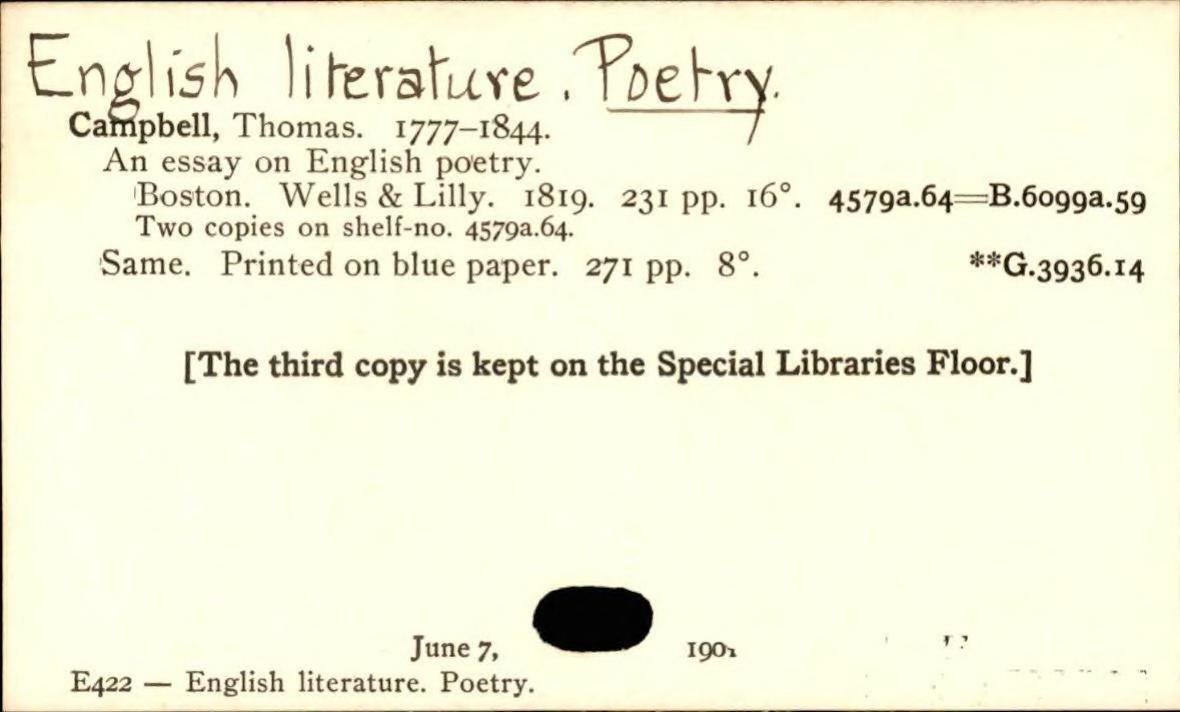 English literature. Poetry.
Campbell, Thomas. 1777–1844.
An essay on English poetry.
Boston. Wells & Lilly. 1819. 231 pp. 16°. 4579a.64=B.6099a.59
Two copies on shelf-no. 4579a.64.
Same. Printed on blue paper. 271 pp. 8°. **G.3936.14
[The third copy is kept on the Special Libraries Floor.]
June 7,
E422 — English literature. Poetry.